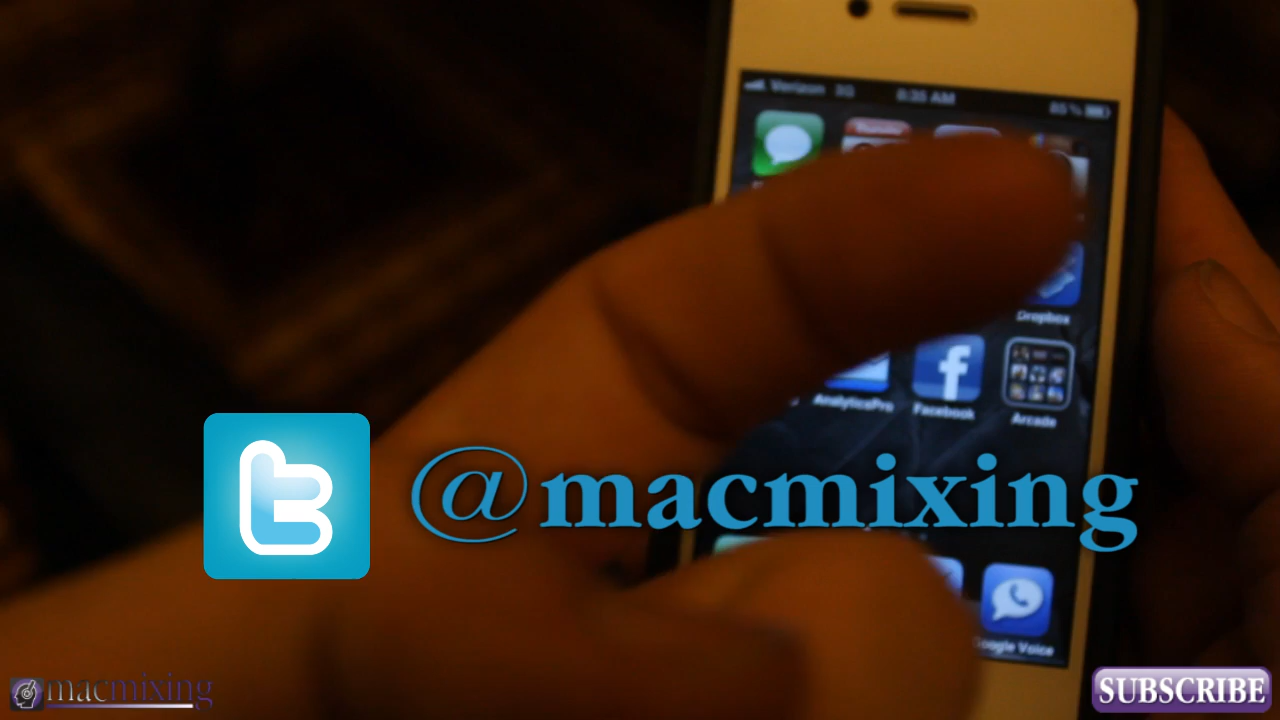 Verizon 3G 8:35 AM 85%
Dropbox
AnalyticsPro Facebook Arcade
@macmixing
Google Voice
macmixing
SUBSCRIBE